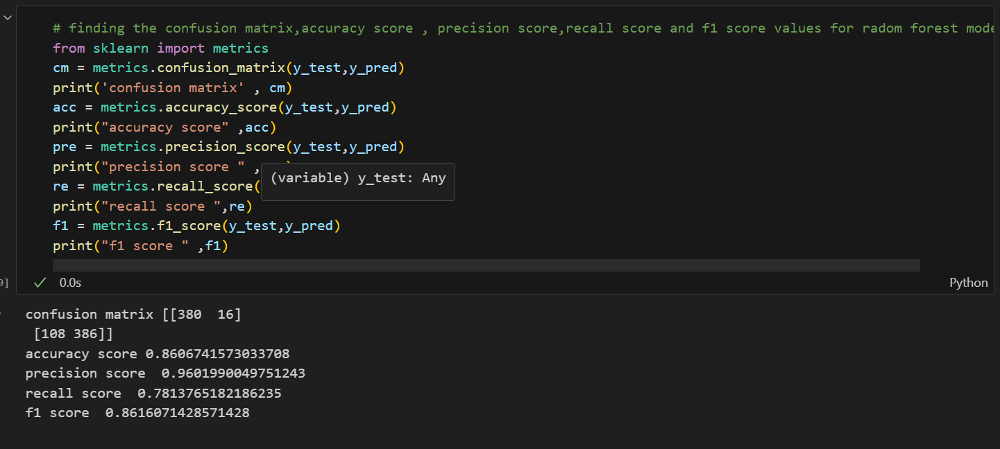 # finding the confusion matrix,accuracy score , precision score,recall score and f1 score values for radom forest mode
from sklearn import metrics
cm = metrics.confusion_matrix(y_test,y_pred)
print('confusion matrix' , cm)
acc = metrics.accuracy_score(y_test,y_pred)
print("accuracy score" ,acc)
pre = metrics.precision_score(y_test,y_pred)
print("precision score " ,
(variable) y_test: Any
re = metrics.recall_score(
print("recall score ",re)
f1 = metrics.f1_score(y_test,y_pred)
print("f1 score " ,f1)
9]
0.0s
Python
confusion matrix [[380  16]
 [108 386]]
accuracy score 0.8606741573033708
precision score  0.9601990049751243
recall score  0.7813765182186235
f1 score  0.8616071428571428